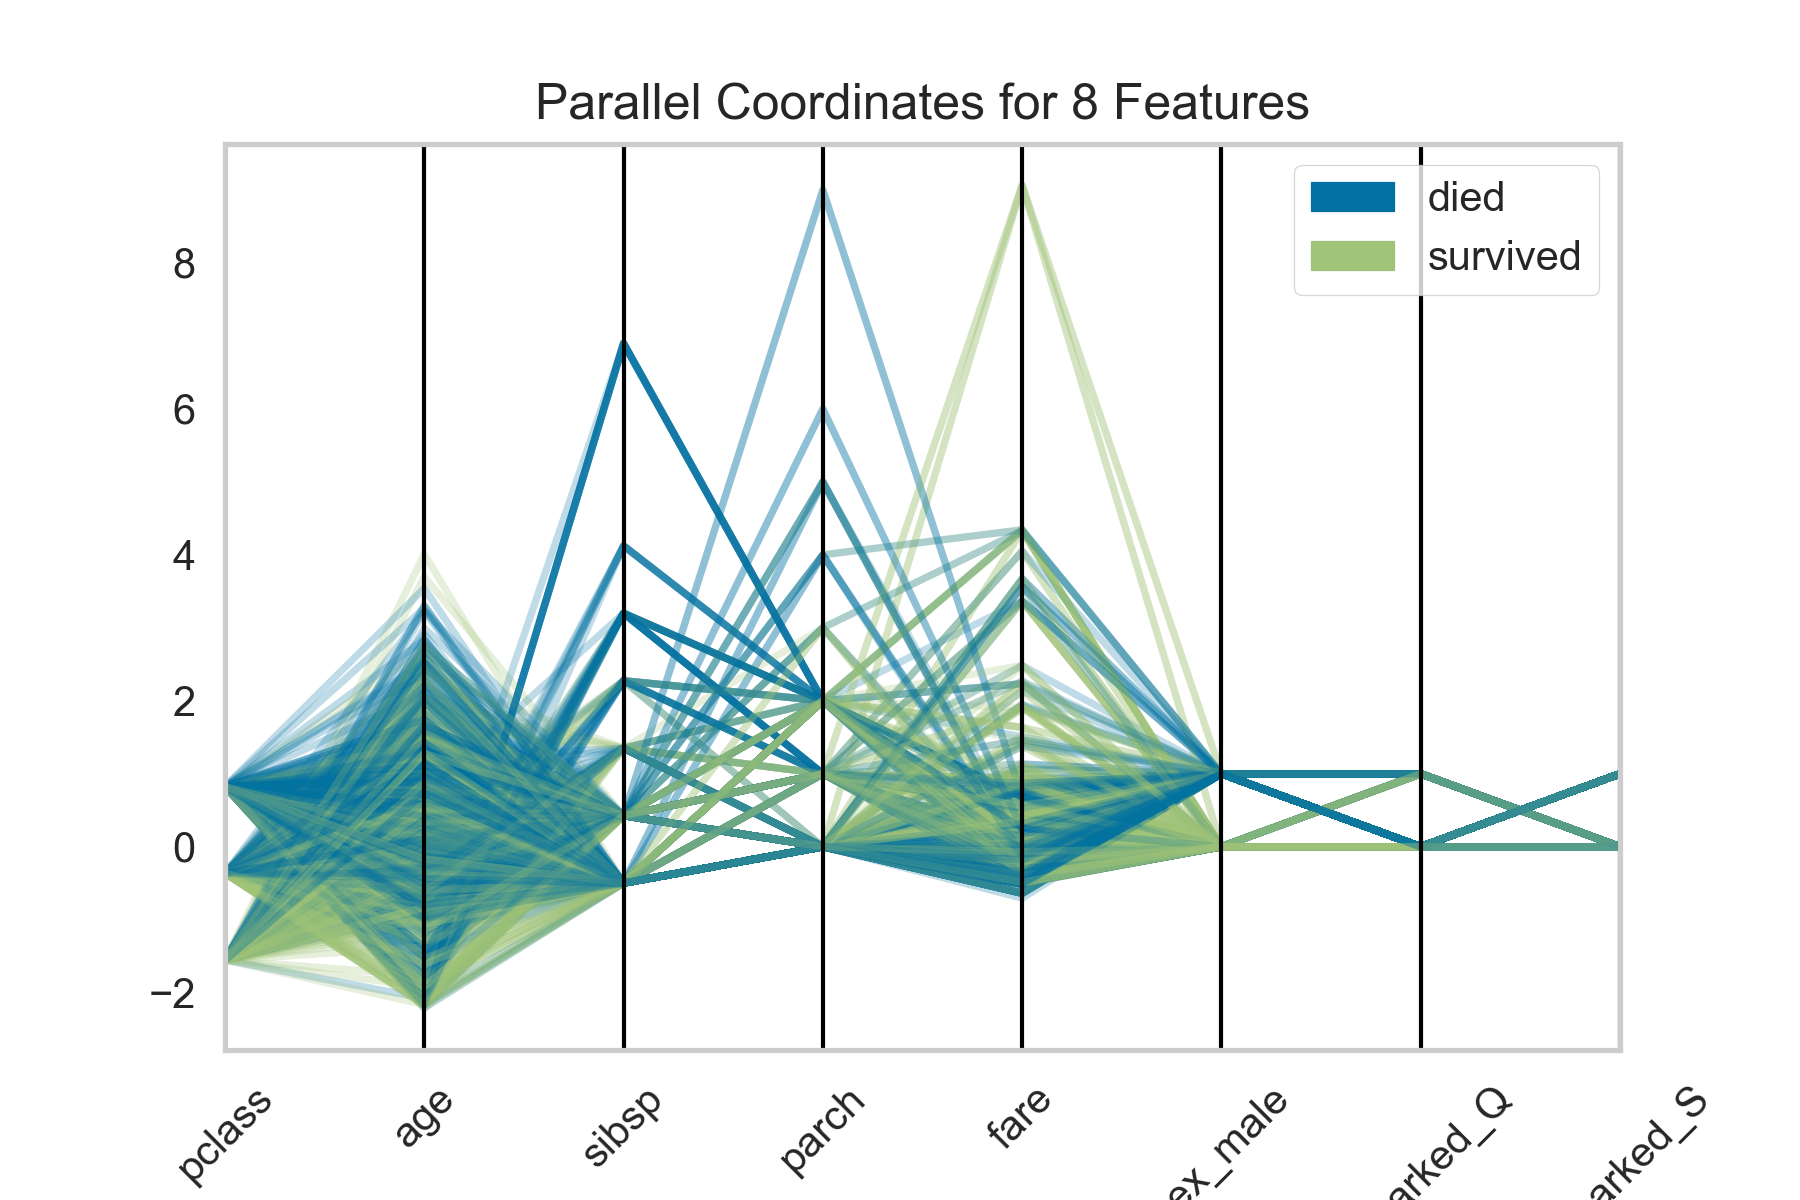 Parallel Coordinates for 8 Features
died
survived
8
6
4
2
0
−2
pclass
age
sibsp
parch
fare
ex_male
arked_Q
arked_S